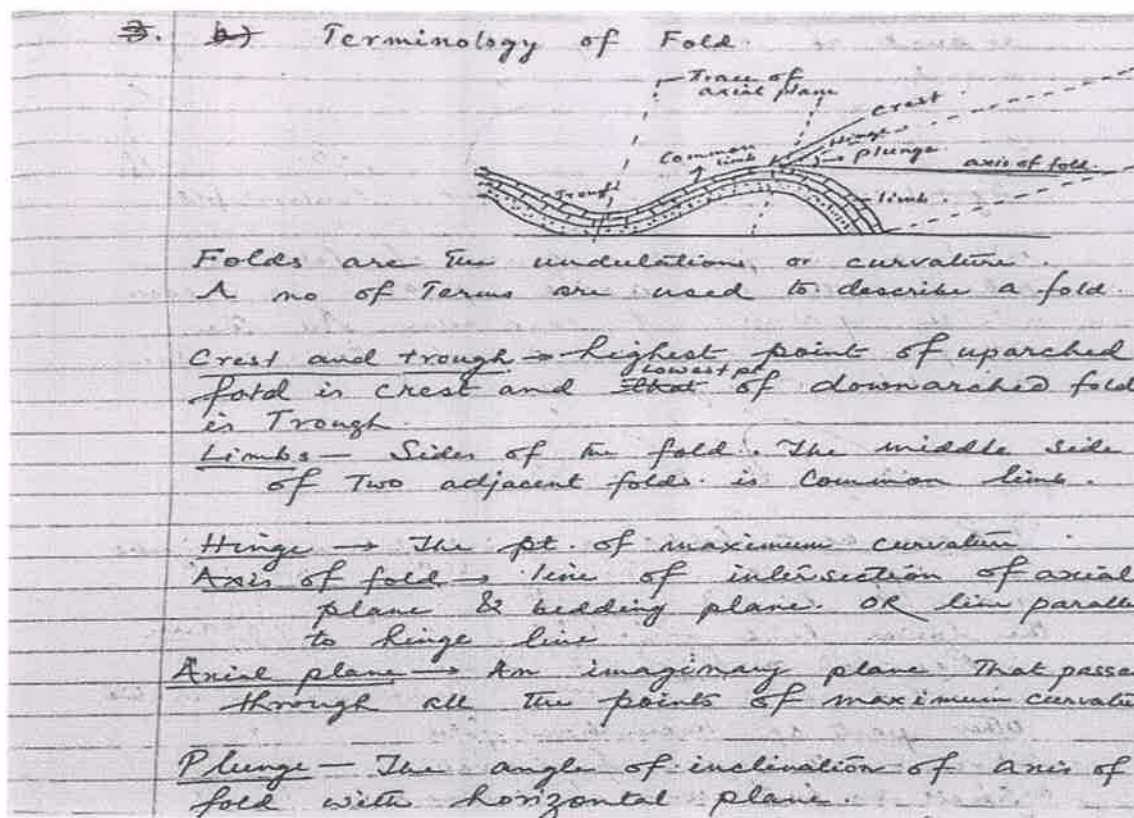 3. b) Terminology of Fold.
Trace of
axial plane
Crest
Hinge
Plunge
Common
limb
axis of fold.
Trough
limb
Folds are the undulations, or curvature.
A no of Terms are used to describe a fold.
Crest and trough → highest point of uparched
lowest pt
fold is crest and that of downarched fold
is Trough.
Limbs — Sides of the fold. The middle side
of Two adjacent folds. is Common limb.
Hinge → The pt. of maximum curvature
Axis of fold → line of intersection of axial
plane & bedding plane. OR line paralle
to hinge line
Axial plane → An imaginary plane That passe
through all the points of maximum curvature
Plunge — The angle of inclination of axis of
fold with horizontal plane.